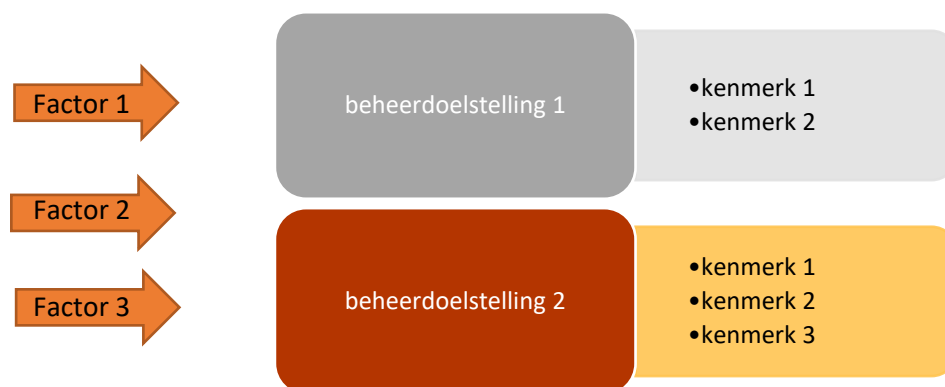 Factor 1
Factor 2
Factor 3
beheerdoelstelling 1
•kenmerk 1
•kenmerk 2
beheerdoelstelling 2
•kenmerk 1
•kenmerk 2
•kenmerk 3